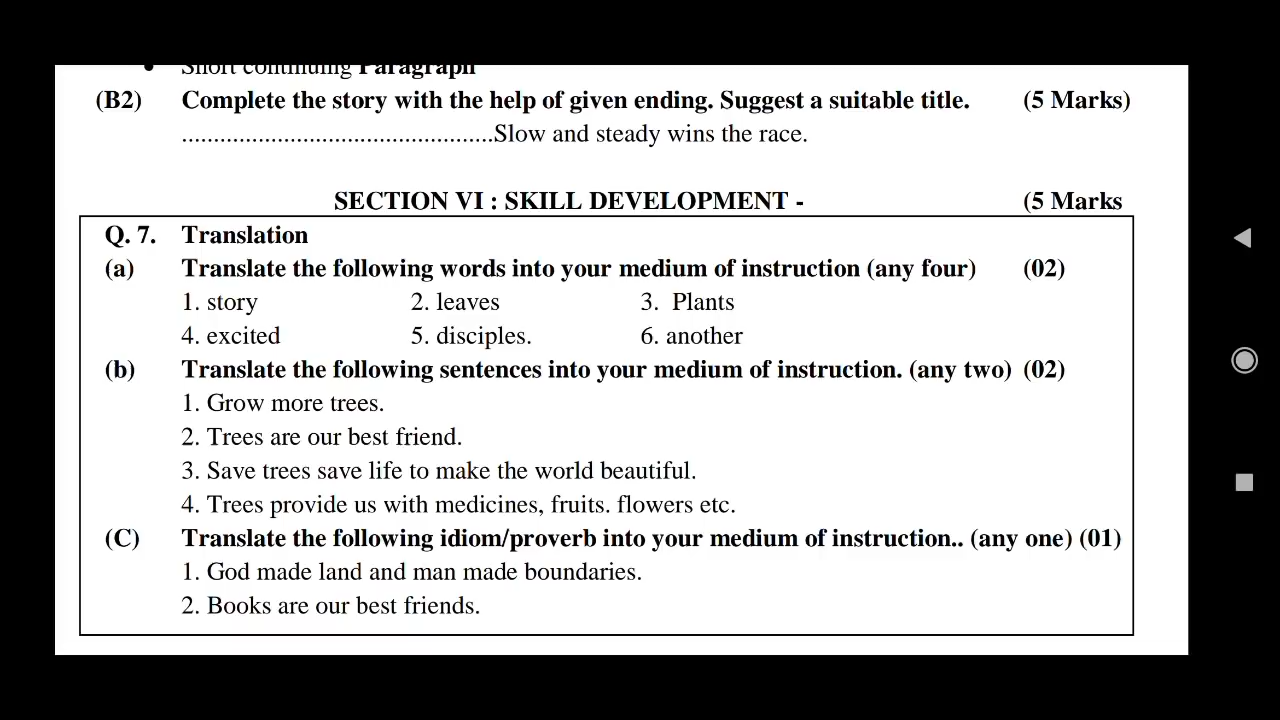 • Short continuing Paragraph
(B2) Complete the story with the help of given ending. Suggest a suitable title. (5 Marks)
.................................................Slow and steady wins the race.
SECTION VI : SKILL DEVELOPMENT - (5 Marks
Q. 7. Translation
(a) Translate the following words into your medium of instruction (any four) (02)
1. story 2. leaves 3. Plants
4. excited 5. disciples. 6. another
(b) Translate the following sentences into your medium of instruction. (any two) (02)
1. Grow more trees.
2. Trees are our best friend.
3. Save trees save life to make the world beautiful.
4. Trees provide us with medicines, fruits. flowers etc.
(C) Translate the following idiom/proverb into your medium of instruction.. (any one) (01)
1. God made land and man made boundaries.
2. Books are our best friends.